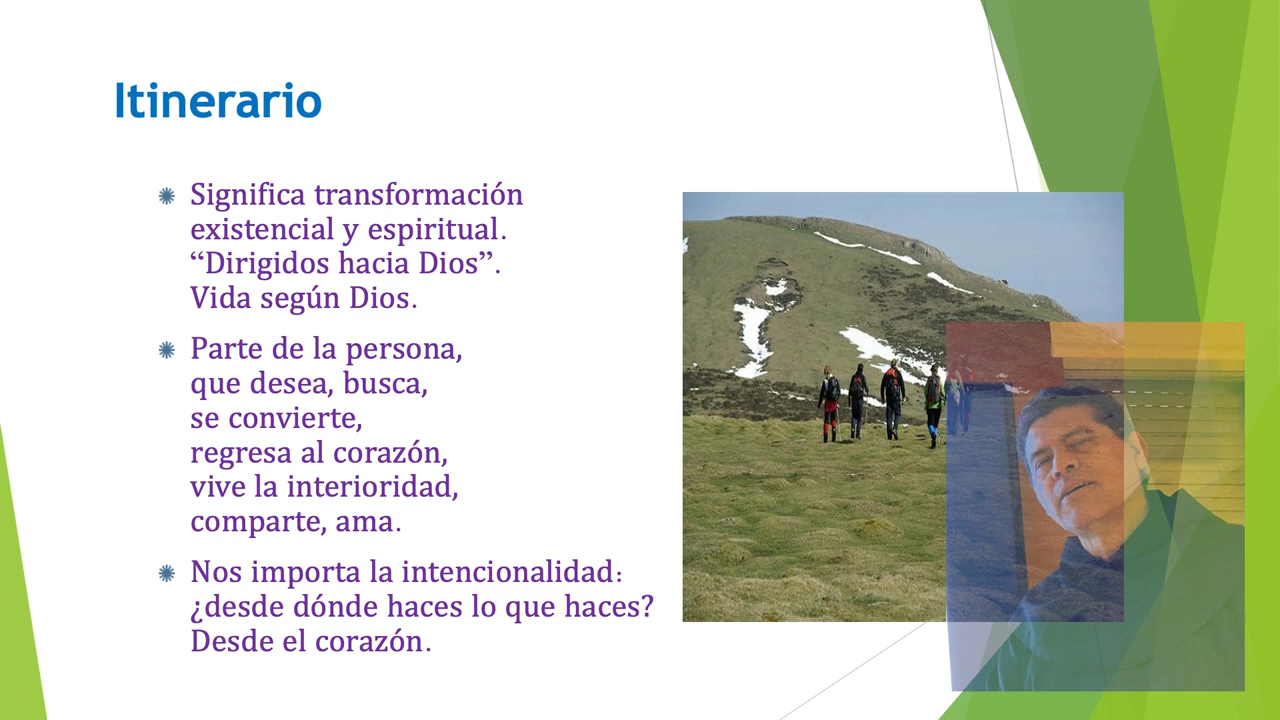 Itinerario
Significa transformación
existencial y espiritual.
“Dirigidos hacia Dios”.
Vida según Dios.
Parte de la persona,
que desea, busca,
se convierte,
regresa al corazón,
vive la interioridad,
comparte, ama.
Nos importa la intencionalidad:
¿desde dónde haces lo que haces?
Desde el corazón.